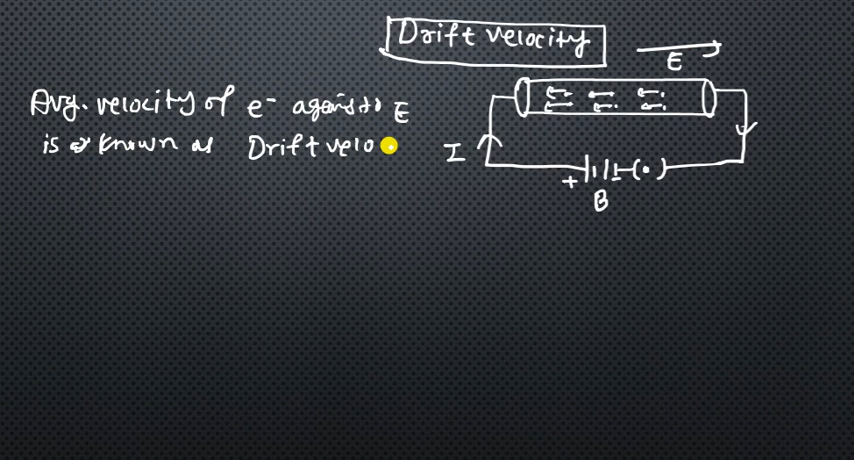 Drift velocity
E
Avg. velocity of e⁻ against to E
is known as Drift velo
I
+
B